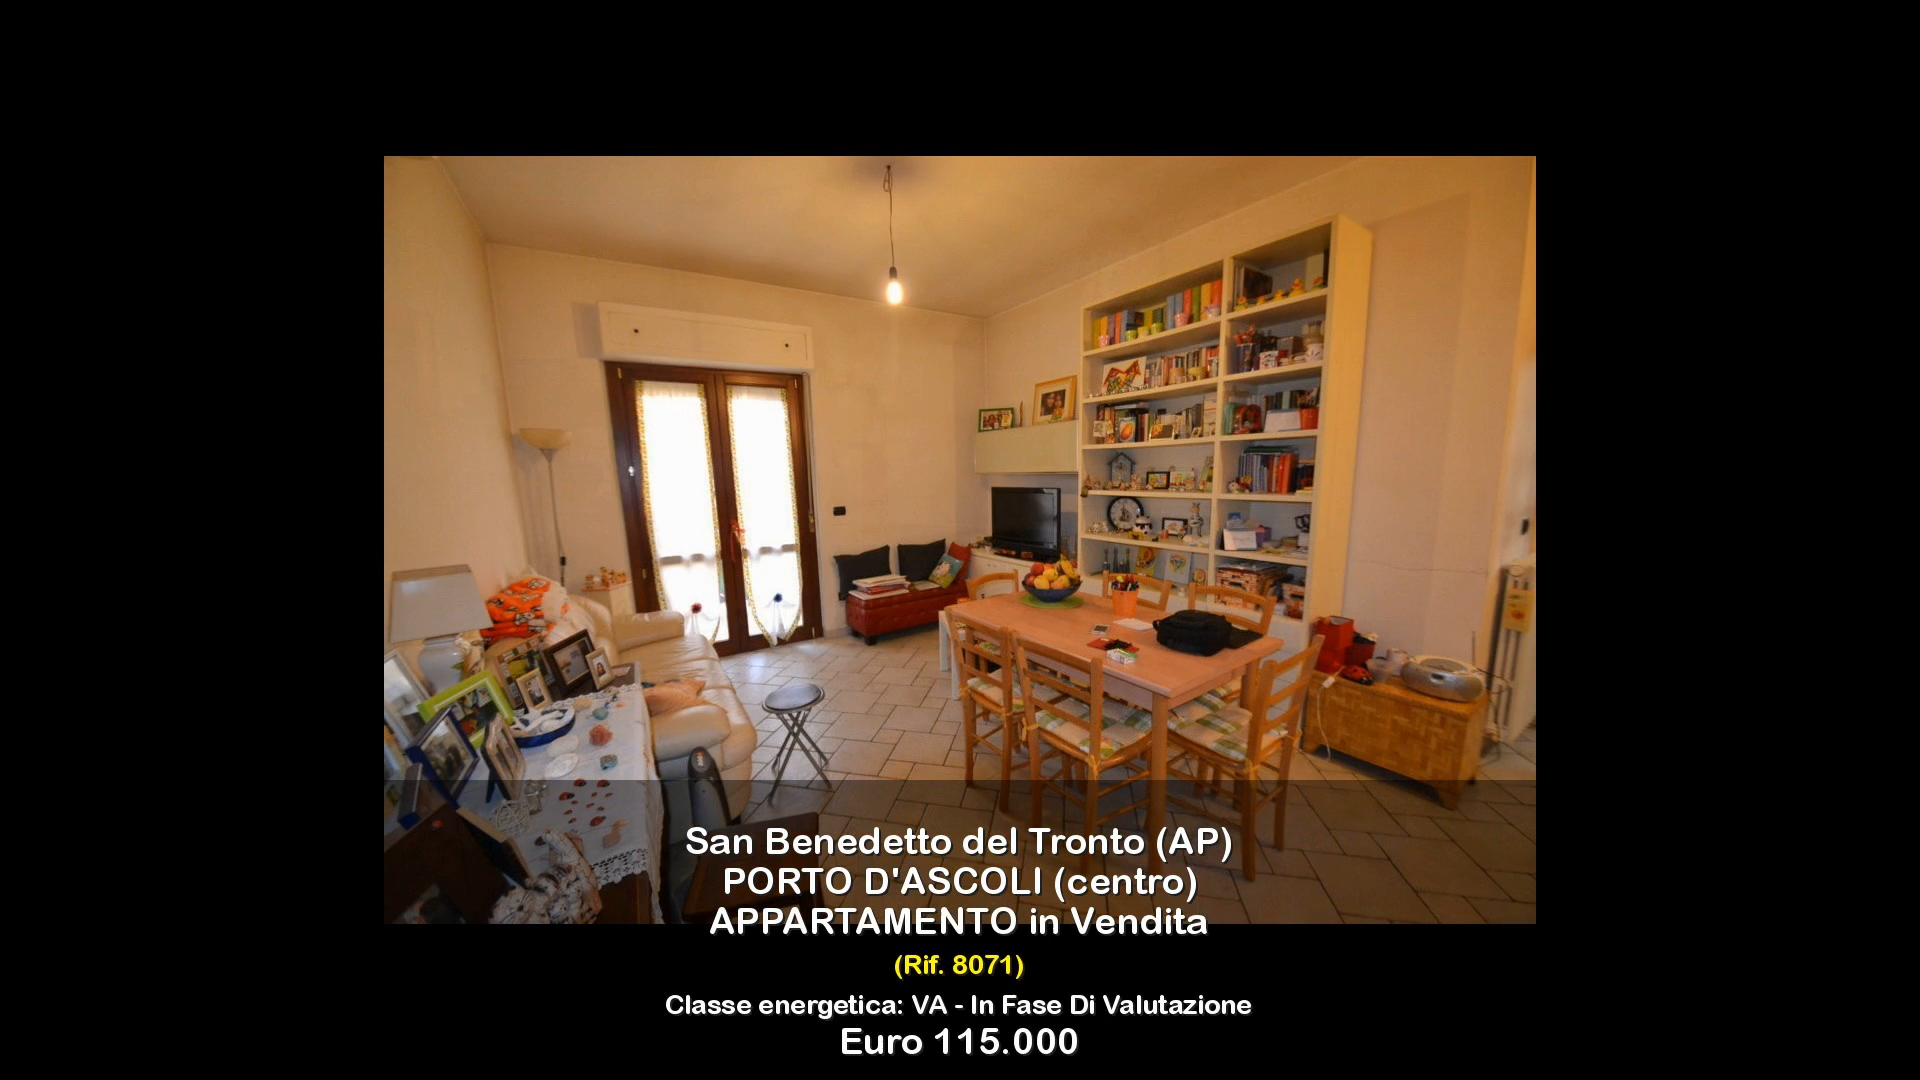 San Benedetto del Tronto (AP)
PORTO D'ASCOLI (centro)
APPARTAMENTO in Vendita
(Rif. 8071)
Classe energetica: VA - In Fase Di Valutazione
Euro 115.000